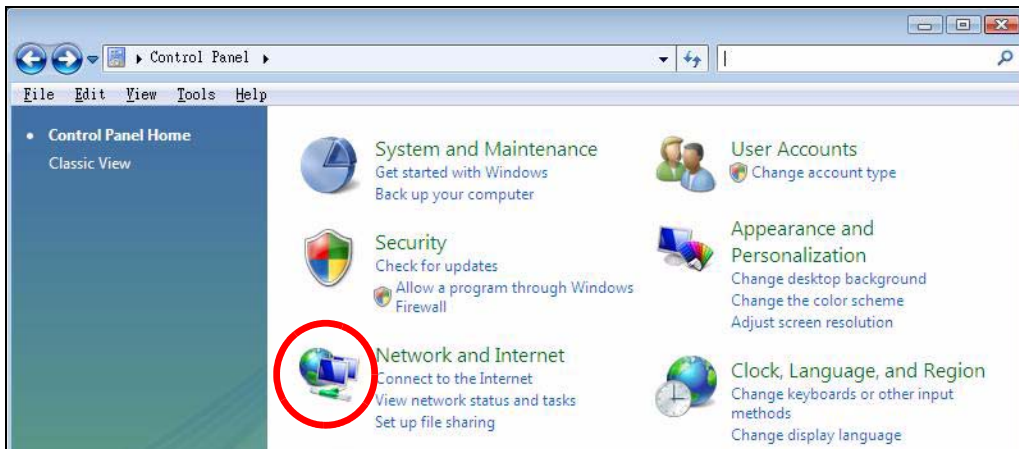 Control Panel
File Edit View Tools Help
Control Panel Home
Classic View
System and Maintenance
Get started with Windows
Back up your computer
Security
Check for updates
Allow a program through Windows
Firewall
Network and Internet
Connect to the Internet
View network status and tasks
Set up file sharing
User Accounts
Change account type
Appearance and
Personalization
Change desktop background
Change the color scheme
Adjust screen resolution
Clock, Language, and Region
Change keyboards or other input
methods
Change display language